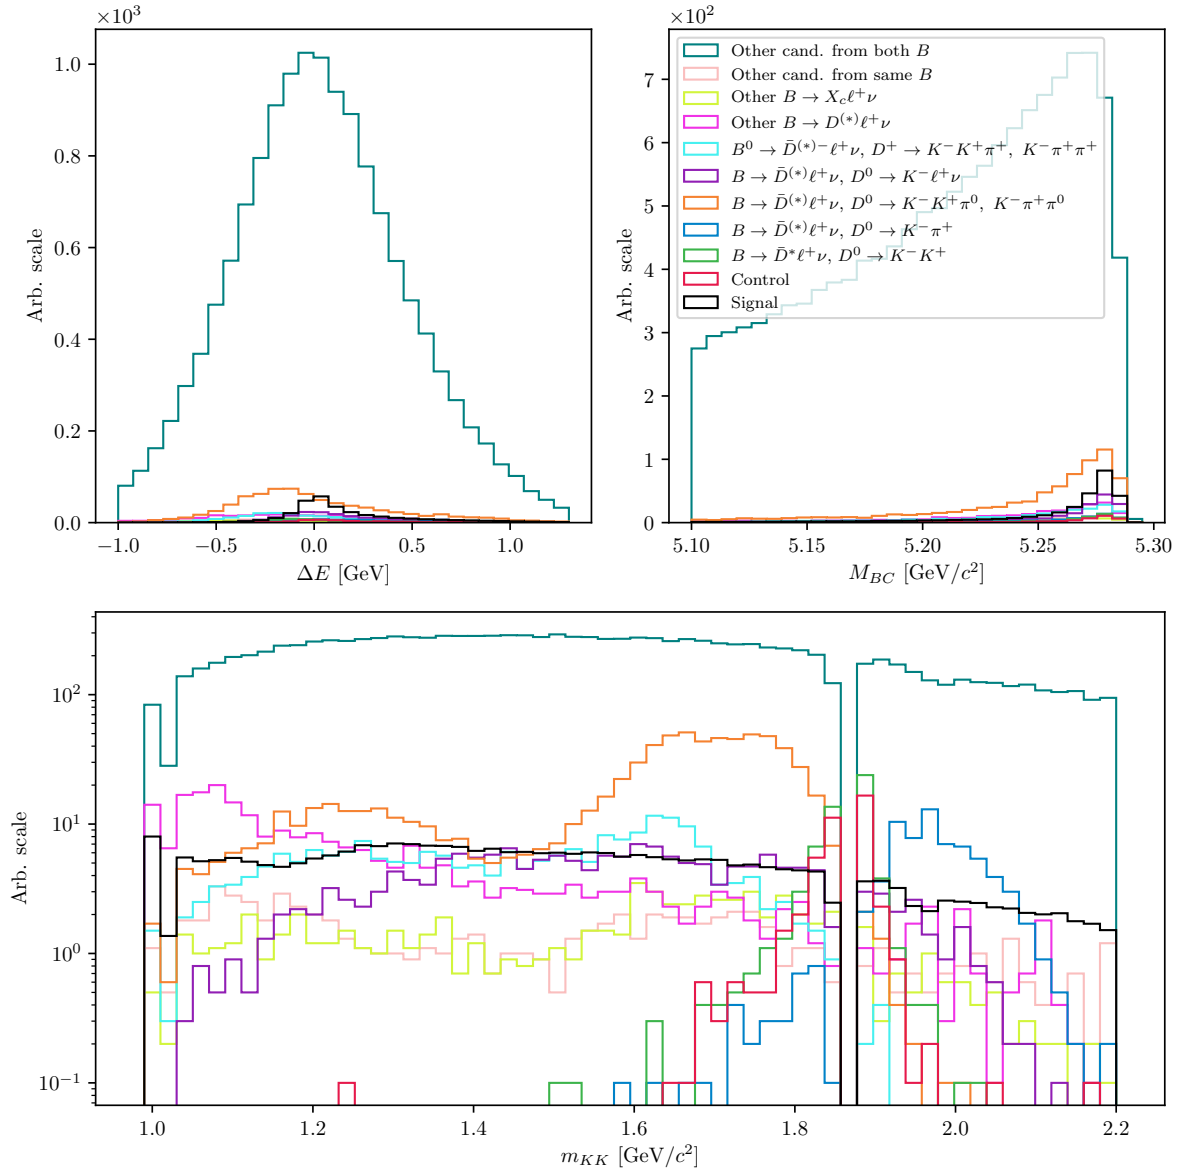 ×10³
1.0
0.8
0.6
0.4
0.2
0.0
Arb. scale
−1.0 −0.5 0.0 0.5 1.0
ΔE [GeV]
×10²
7
6
5
4
3
2
1
0
Arb. scale
5.10 5.15 5.20 5.25 5.30
M_BC [GeV/c²]
Other cand. from both B
Other cand. from same B
Other B → X_cℓ⁺ν
Other B → D⁽*⁾ℓ⁺ν
B⁰ → D̄⁽*⁾⁻ℓ⁺ν, D⁺ → K⁻K⁺π⁺, K⁻π⁺π⁺
B → D̄⁽*⁾ℓ⁺ν, D⁰ → K⁻ℓ⁺ν
B → D̄⁽*⁾ℓ⁺ν, D⁰ → K⁻K⁺π⁰, K⁻π⁺π⁰
B → D̄⁽*⁾ℓ⁺ν, D⁰ → K⁻π⁺
B → D̄*ℓ⁺ν, D⁰ → K⁻K⁺
Control
Signal
10²
10¹
10⁰
10⁻¹
Arb. scale
1.0 1.2 1.4 1.6 1.8 2.0 2.2
m_KK [GeV/c²]